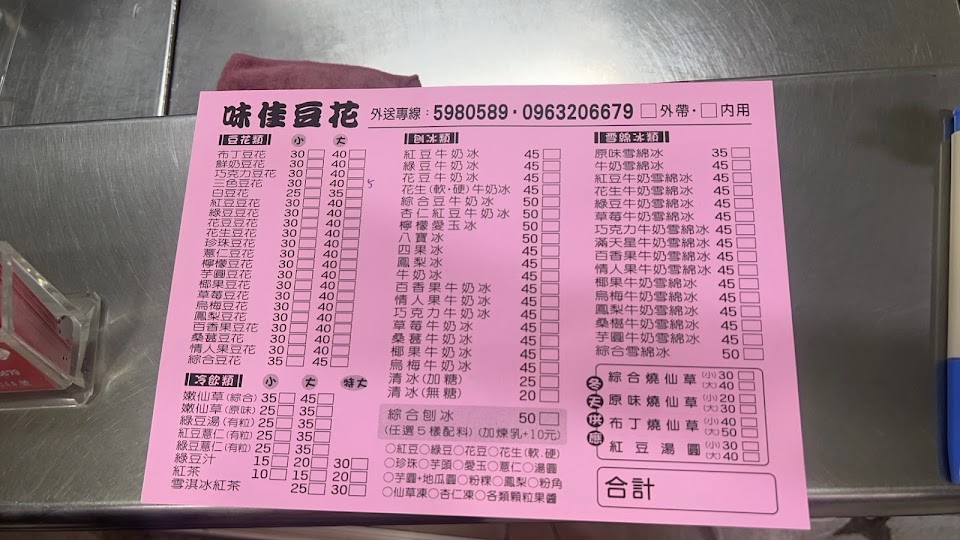 味佳豆花 外送專線：5980589·0963206679 □外帶·□內用
豆花類 小 大
布丁豆花 30 40
鮮奶豆花 30 40
巧克力豆花 30 40
三色豆花 30 40
白豆花 25 35
紅豆豆花 30 40
綠豆豆花 30 40
花豆豆花 30 40
花生豆花 30 40
珍珠豆花 30 40
薏仁豆花 30 40
檸檬豆花 30 40
芋圓豆花 30 40
椰果豆花 30 40
草莓豆花 30 40
烏梅豆花 30 40
鳳梨豆花 30 40
百香果豆花 30 40
桑葚豆花 30 40
情人果豆花 30 40
綜合豆花 35 45
冷飲類 小 大 特大
嫩仙草(綜合) 35 45
嫩仙草(原味) 25 35
綠豆湯(有粒) 25 35
紅豆薏仁(有粒) 25 35
綠豆薏仁(有粒) 25 35
綠豆汁 15 20 30
紅茶 10 15 20
雪淇冰紅茶 25 30
冰類
紅豆牛奶冰 45
綠豆牛奶冰 45
花豆牛奶冰 45
花生(軟·硬)牛奶冰 45
綜合豆牛奶冰 50
杏仁紅豆牛奶冰 50
檸檬愛玉冰 50
八寶冰 50
四果冰 45
鳳梨冰 45
牛奶冰 45
百香果牛奶冰 45
情人果牛奶冰 45
巧克力牛奶冰 45
草莓牛奶冰 45
桑葚牛奶冰 45
椰果牛奶冰 45
烏梅牛奶冰 45
清冰(加糖) 25
清冰(無糖) 20
綜合刨冰 50
(任選5樣配料)(加煉乳+10元)
○紅豆○綠豆○花豆○花生(軟.硬)
○珍珠○芋頭○愛玉○薏仁○湯圓
○芋圓+地瓜圓○粉粿○鳳梨○粉角
○仙草凍○杏仁凍○各類顆粒果醬
雪綿冰類
原味雪綿冰 35
牛奶雪綿冰 45
紅豆牛奶雪綿冰 45
花生牛奶雪綿冰 45
綠豆牛奶雪綿冰 45
草莓牛奶雪綿冰 45
巧克力牛奶雪綿冰 45
滿天星牛奶雪綿冰 45
百香果牛奶雪綿冰 45
情人果牛奶雪綿冰 45
椰果牛奶雪綿冰 45
烏梅牛奶雪綿冰 45
鳳梨牛奶雪綿冰 45
桑椹牛奶雪綿冰 45
芋圓牛奶雪綿冰 45
綜合雪綿冰 50
冬天供應
綜合燒仙草 (小)30 (大)40
原味燒仙草 (小)20 (大)30
布丁燒仙草 (小)40 (大)50
紅豆湯圓 (小)30 (大)40
合計